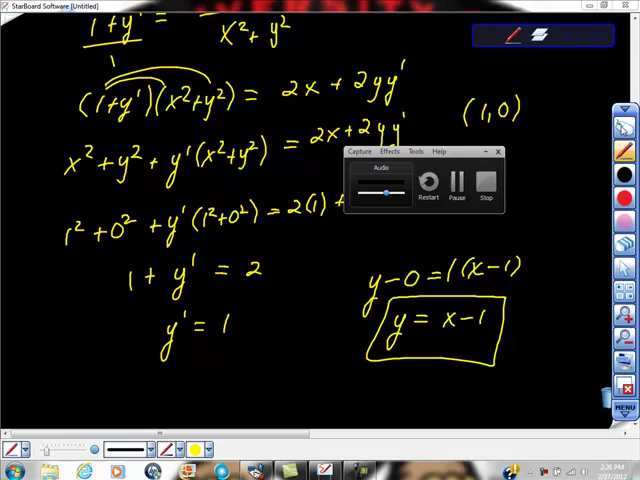 StarBoard Software [Untitled]
1+y' =
x² + y²
1
(1+y')(x²+y²) = 2x + 2yy'
(1,0)
x² + y² + y'(x²+y²) = 2x + 2yy'
Capture Effects Tools Help
Audio
Restart Pause Stop
1² + 0² + y'(1²+0²) = 2(1) +
1 + y' = 2
y-0 = 1(x-1)
y' = 1
y = x-1
MENU
2:26 PM
2/27/2012